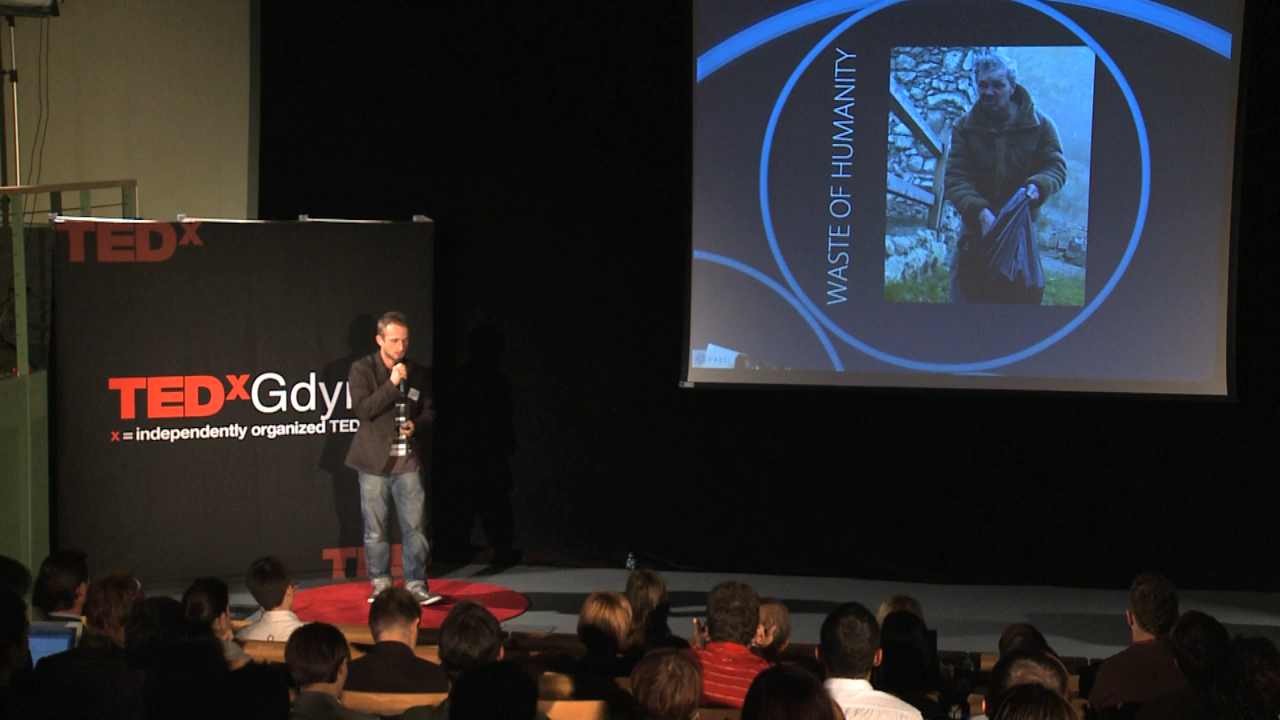 TEDx
TEDxGdy
x = independently organized TED
WASTE OF HUMANITY